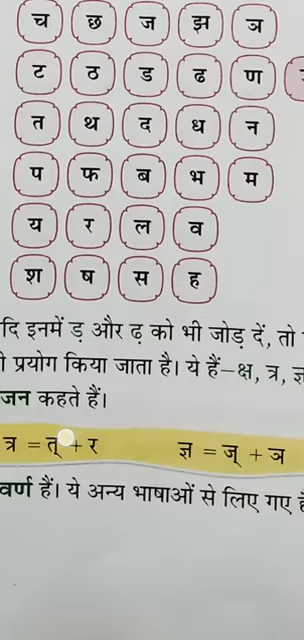 च छ ज झ ञ
ट ठ ड ढ ण
त थ द ध न
प फ ब भ म
य र ल व
श ष स ह
दि इनमें ड़ और ढ़ को भी जोड़ दें, तो
प्रयोग किया जाता है। ये हैं–क्ष, त्र, ज्ञ
जन कहते हैं।
त्र = त् + र ज्ञ = ज् + ञ
वर्ण हैं। ये अन्य भाषाओं से लिए गए